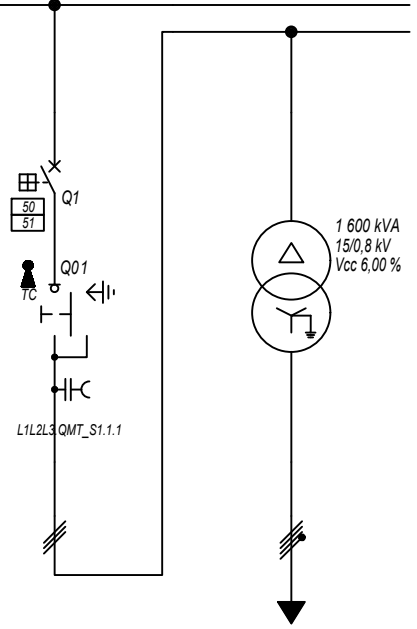 Q1
50
51
Q01
TC
L1L2L3 QMT_S1.1.1
1 600 kVA
15/0,8 kV
Vcc 6,00 %